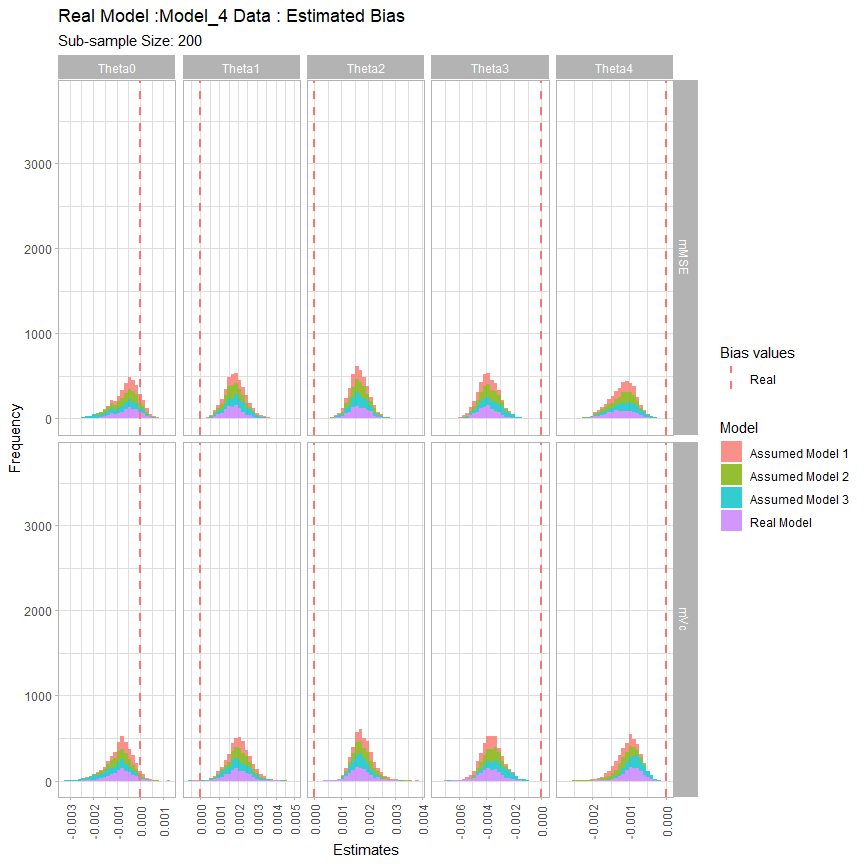 Real Model :Model_4 Data : Estimated Bias
Sub-sample Size: 200
Theta0 Theta1 Theta2 Theta3 Theta4
3000
2000
1000
0
mMSE
Frequency
3000
2000
1000
0
mVc
-0.003 -0.002 -0.001 0.000 0.001
0.000 0.001 0.002 0.003 0.004 0.005
0.000 0.001 0.002 0.003 0.004
-0.006 -0.004 -0.002 0.000
-0.002 -0.001 0.000
Estimates
Bias values
Real
Model
Assumed Model 1
Assumed Model 2
Assumed Model 3
Real Model